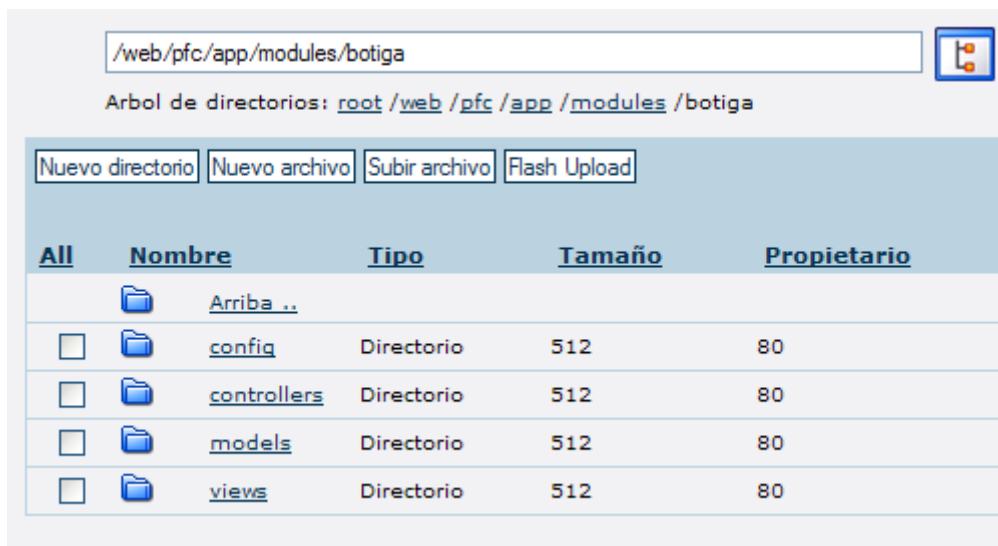 /web/pfc/app/modules/botiga
Arbol de directorios: root /web /pfc /app /modules /botiga
Nuevo directorio Nuevo archivo Subir archivo Flash Upload
All Nombre Tipo Tamaño Propietario
Arriba ..
config Directorio 512 80
controllers Directorio 512 80
models Directorio 512 80
views Directorio 512 80